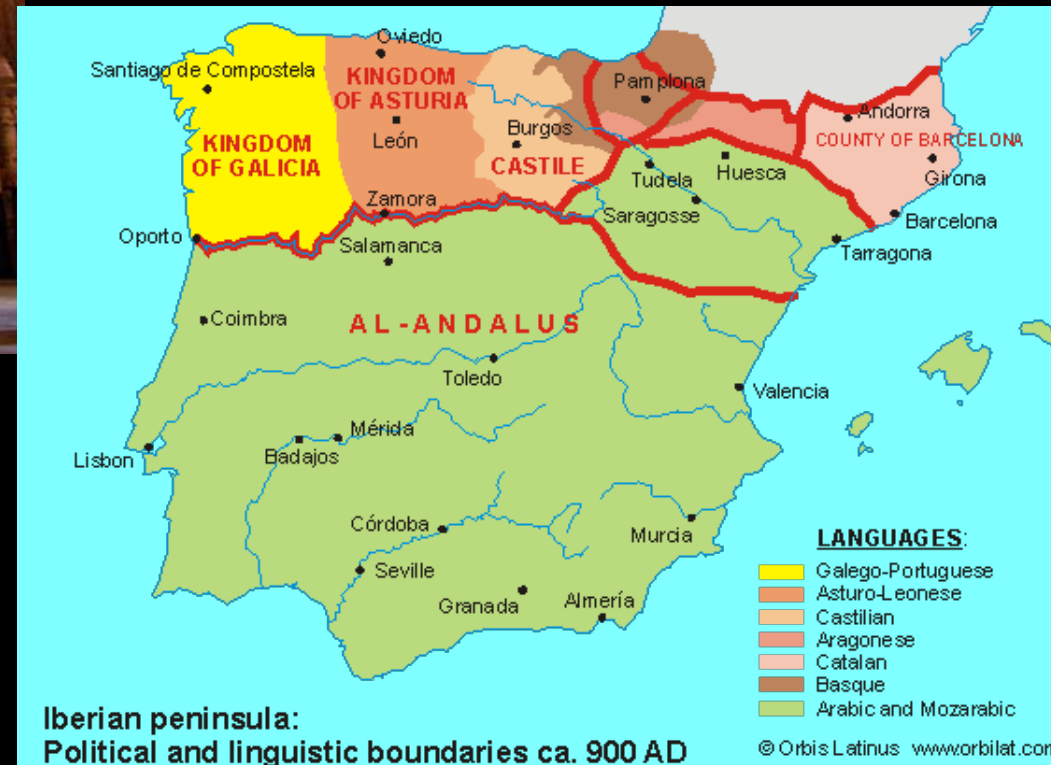 Oviedo
Santiago de Compostela
KINGDOM
OF ASTURIA
Pamplona
Andorra
León
Burgos
COUNTY OF BARCELONA
KINGDOM
OF GALICIA
CASTILE
Tudela
Huesca
Girona
Zamora
Saragosse
Barcelona
Oporto
Salamanca
Tarragona
Coimbra
AL-ANDALUS
Toledo
Valencia
Mérida
Lisbon
Badajos
Córdoba
Murcia
Seville
Granada
Almería
LANGUAGES:
Galego-Portuguese
Asturo-Leonese
Castilian
Aragonese
Catalan
Basque
Arabic and Mozarabic
Iberian peninsula:
Political and linguistic boundaries ca. 900 AD
© Orbis Latinus www.orbilat.com